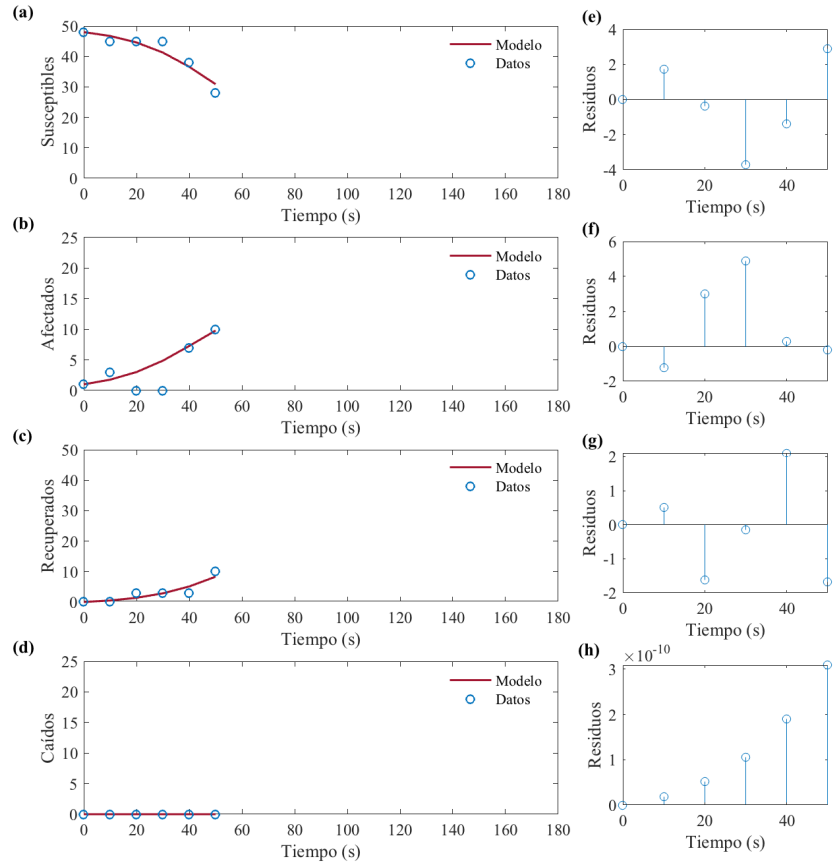 (a)
50
40
30
20
10
0
Susceptibles
Modelo
Datos
0 20 40 60 80 100 120 140 160 180
Tiempo (s)
(e)
4
2
0
-2
-4
Residuos
0 20 40
Tiempo (s)
(b)
25
20
15
10
5
0
Afectados
Modelo
Datos
0 20 40 60 80 100 120 140 160 180
Tiempo (s)
(f)
6
4
2
0
-2
Residuos
0 20 40
Tiempo (s)
(c)
50
40
30
20
10
0
Recuperados
Modelo
Datos
0 20 40 60 80 100 120 140 160 180
Tiempo (s)
(g)
2
1
0
-1
-2
Residuos
0 20 40
Tiempo (s)
(d)
25
20
15
10
5
0
Caídos
Modelo
Datos
0 20 40 60 80 100 120 140 160 180
Tiempo (s)
(h)
×10⁻¹⁰
3
2
1
0
Residuos
0 20 40
Tiempo (s)